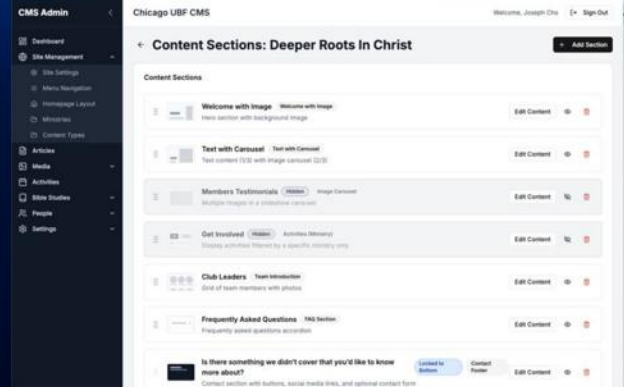 CMS Admin
Chicago UBF CMS
Welcome, Joseph Cho
Sign Out
Dashboard
Site Management
Site Settings
Menu Navigation
Homepage Layout
Ministries
Content Types
Articles
Media
Activities
Bible Studies
People
Settings
Content Sections: Deeper Roots In Christ
+ Add Section
Content Sections
Welcome with Image Welcome with Image
Hero section with background image
Edit Content
Text with Carousel Text with Carousel
Text content (1/3) with image carousel (2/3)
Edit Content
Members Testimonials Hidden Image Carousel
Multiple images in a slideshow carousel
Edit Content
Get Involved Hidden Activities (Ministry)
Display activities filtered by a specific ministry only
Edit Content
Club Leaders Team Introduction
Grid of team members with photos
Edit Content
Frequently Asked Questions FAQ Section
Frequently asked questions accordion
Edit Content
Is there something we didn't cover that you'd like to know
more about?
Locked to
Bottom
Contact
Footer
Contact section with buttons, social media links, and optional contact form
Edit Content